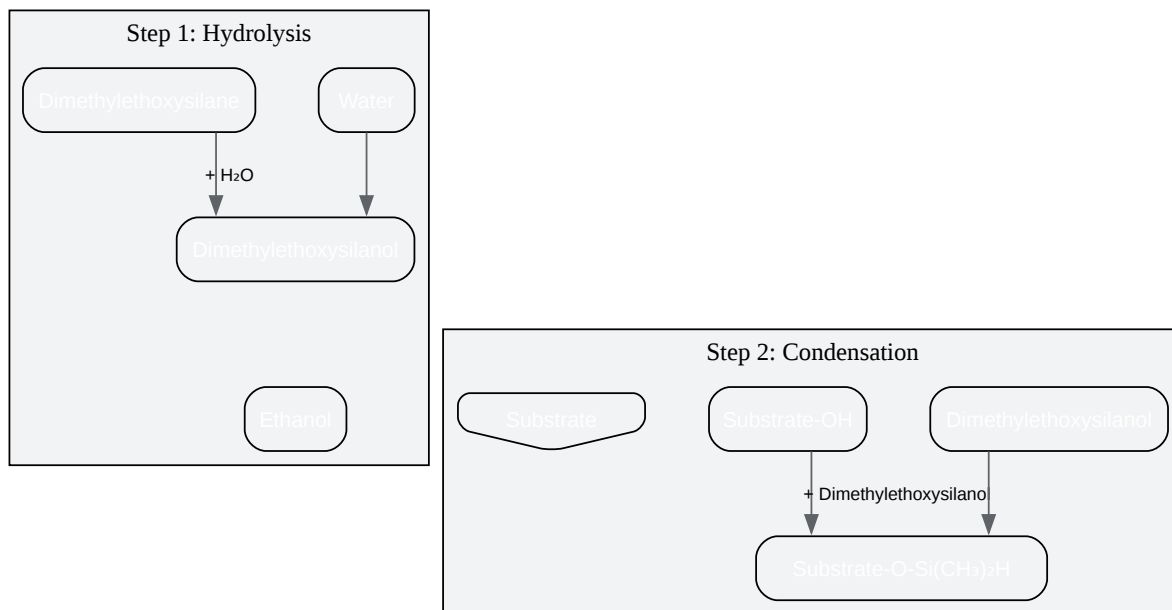 Step 1: Hydrolysis
Dimethylethoxysilane
Water
+ H₂O
Dimethylethoxysilanol
Ethanol
Step 2: Condensation
Substrate
Substrate-OH
Dimethylethoxysilanol
+ Dimethylethoxysilanol
Substrate-O-Si(CH₃)₂H